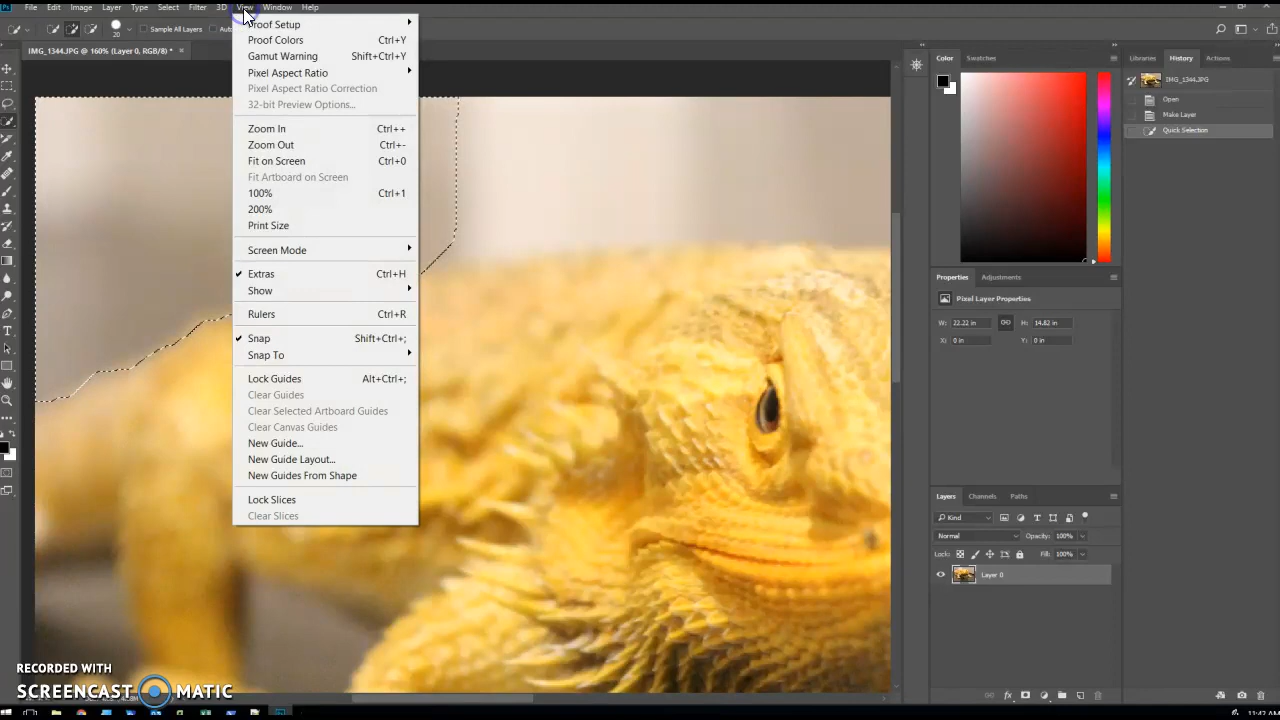 Ps File Edit Image Layer Type Select Filter 3D View Window Help
20 Sample All Layers
IMG_1344.JPG @ 160% (Layer 0, RGB/8) * ×
Proof Setup
Proof Colors Ctrl+Y
Gamut Warning Shift+Ctrl+Y
Pixel Aspect Ratio
Pixel Aspect Ratio Correction
32-bit Preview Options...
Zoom In Ctrl++
Zoom Out Ctrl+-
Fit on Screen Ctrl+0
Fit Artboard on Screen
100% Ctrl+1
200%
Print Size
Screen Mode
Extras Ctrl+H
Show
Rulers Ctrl+R
Snap Shift+Ctrl+;
Snap To
Lock Guides Alt+Ctrl+;
Clear Guides
Clear Selected Artboard Guides
Clear Canvas Guides
New Guide...
New Guide Layout...
New Guides From Shape
Lock Slices
Clear Slices
Color Swatches
Libraries History Actions
IMG_1344.JPG
Open
Make Layer
Quick Selection
Properties Adjustments
Pixel Layer Properties
W: 22.22 in H: 14.82 in
X: 0 in Y: 0 in
Layers Channels Paths
Kind
Normal Opacity: 100%
Lock: Fill: 100%
Layer 0
RECORDED WITH
SCREENCAST MATIC